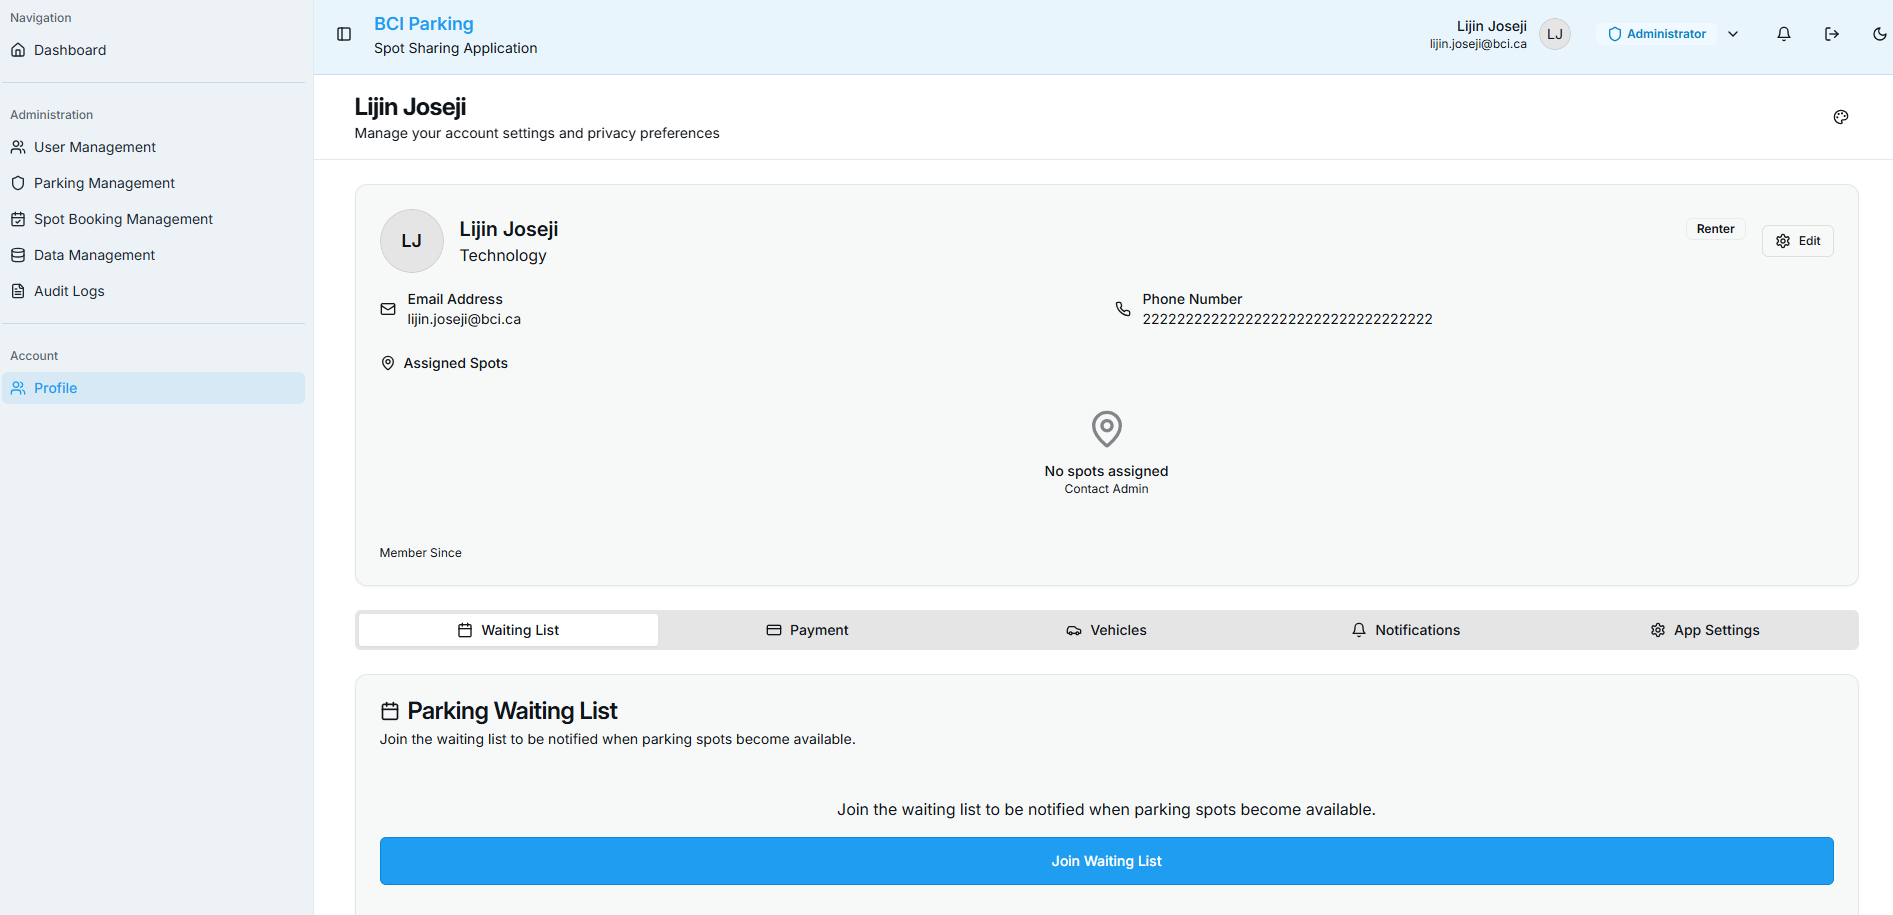 Navigation
Dashboard
Administration
User Management
Parking Management
Spot Booking Management
Data Management
Audit Logs
Account
Profile
BCI Parking
Spot Sharing Application
Lijin Joseji
lijin.joseji@bci.ca
LJ
Administrator
Lijin Joseji
Manage your account settings and privacy preferences
LJ
Lijin Joseji
Technology
Renter
Edit
Email Address
lijin.joseji@bci.ca
Phone Number
2222222222222222222222222222222222
Assigned Spots
No spots assigned
Contact Admin
Member Since
Waiting List
Payment
Vehicles
Notifications
App Settings
Parking Waiting List
Join the waiting list to be notified when parking spots become available.
Join the waiting list to be notified when parking spots become available.
Join Waiting List